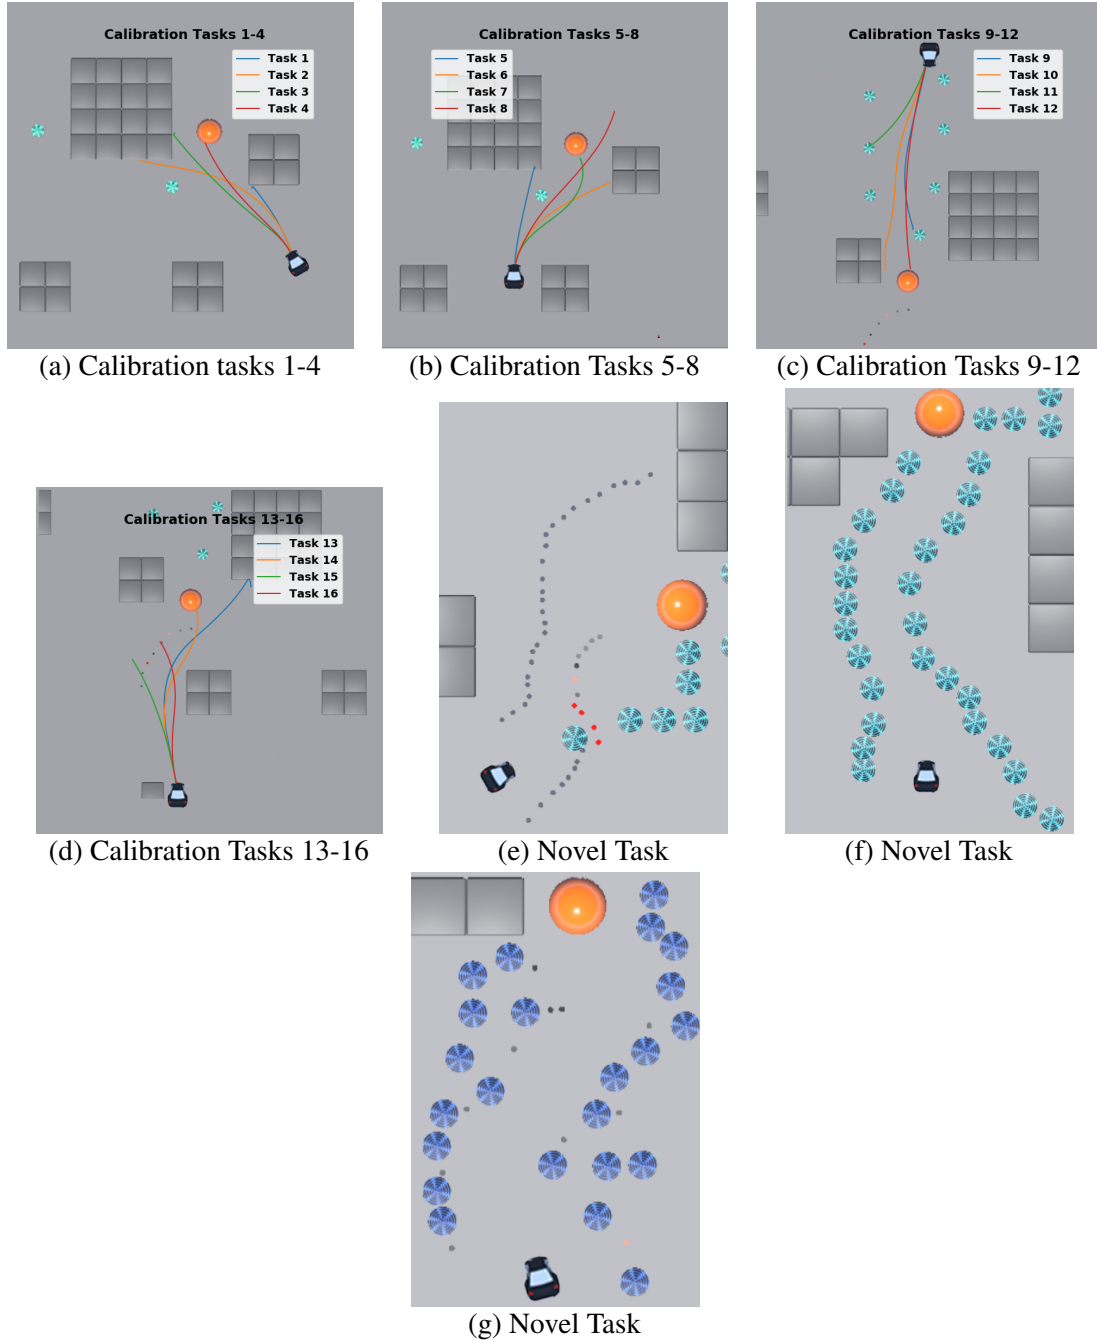 Calibration Tasks 1-4
Task 1
Task 2
Task 3
Task 4
(a) Calibration tasks 1-4
Calibration Tasks 5-8
Task 5
Task 6
Task 7
Task 8
(b) Calibration Tasks 5-8
Calibration Tasks 9-12
Task 9
Task 10
Task 11
Task 12
(c) Calibration Tasks 9-12
Calibration Tasks 13-16
Task 13
Task 14
Task 15
Task 16
(d) Calibration Tasks 13-16
(e) Novel Task
(f) Novel Task
(g) Novel Task